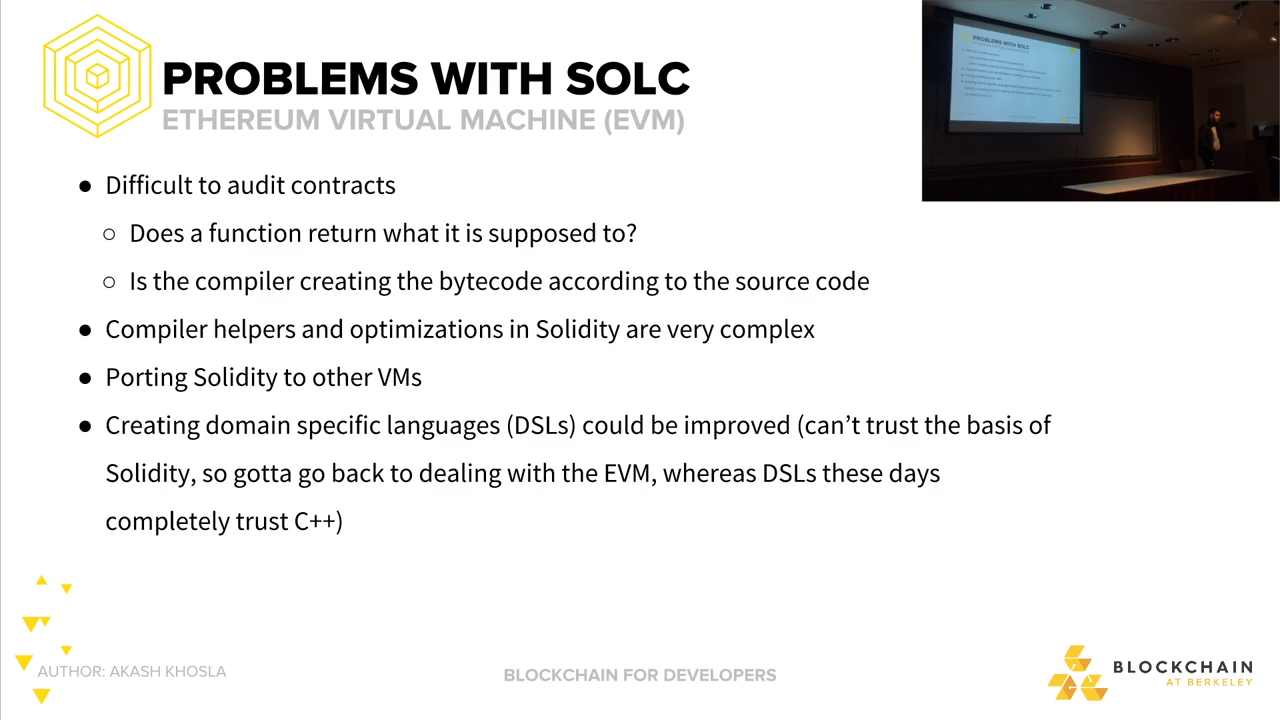 PROBLEMS WITH SOLC
ETHEREUM VIRTUAL MACHINE (EVM)
PROBLEMS WITH SOLC
● Difficult to audit contracts
○ Does a function return what it is supposed to?
○ Is the compiler creating the bytecode according to the source code
● Compiler helpers and optimizations in Solidity are very complex
● Porting Solidity to other VMs
● Creating domain specific languages (DSLs) could be improved (can’t trust the basis of
Solidity, so gotta go back to dealing with the EVM, whereas DSLs these days
completely trust C++)
AUTHOR: AKASH KHOSLA
BLOCKCHAIN FOR DEVELOPERS
BLOCKCHAIN
AT BERKELEY